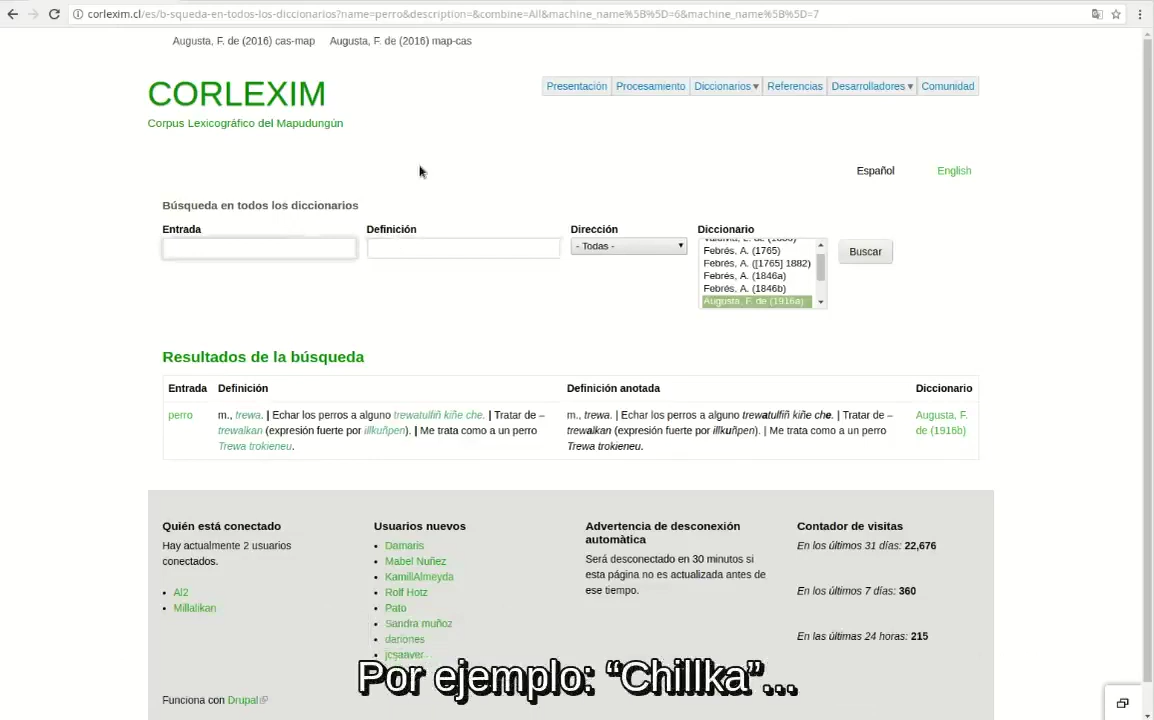 corlexim.cl/es/b-squeda-en-todos-los-diccionarios?name=perro&description=&combine=All&machine_name%5B%5D=6&machine_name%5B%5D=7
Augusta, F. de (2016) cas-map Augusta, F. de (2016) map-cas
CORLEXIM
Corpus Lexicográfico del Mapudungún
Presentación Procesamiento Diccionarios▼ Referencias Desarrolladores▼ Comunidad
Español English
Búsqueda en todos los diccionarios
Entrada Definición Dirección Diccionario
- Todas - ▼
Valdivia, L. de (1606)
Febrés, A. (1765)
Febrés, A. ([1765] 1882)
Febrés, A. (1846a)
Febrés, A. (1846b)
Augusta, F. de (1916a)
Buscar
Resultados de la búsqueda
Entrada Definición Definición anotada Diccionario
perro m., trewa. | Echar los perros a alguno trewatulfiñ kiñe che. | Tratar de – m., trewa. | Echar los perros a alguno trewatulfiñ kiñe che. | Tratar de – Augusta, F.
trewalkan (expresión fuerte por illkuñpen). | Me trata como a un perro trewalkan (expresión fuerte por illkuñpen). | Me trata como a un perro de (1916b)
Trewa trokieneu. Trewa trokieneu.
Quién está conectado
Hay actualmente 2 usuarios
conectados.
Al2
Millalikan
Usuarios nuevos
Damaris
Mabel Nuñez
KamillAlmeyda
Rolf Hotz
Pato
Sandra muñoz
dariones
jcsanver
Advertencia de desconexión
automàtica
Será desconectado en 30 minutos si
esta página no es actualizada antes de
ese tiempo.
Contador de visitas
En los últimos 31 días: 22,676
En los últimos 7 días: 360
En las últimas 24 horas: 215
Por ejemplo: “Chillka”...
Funciona con Drupal